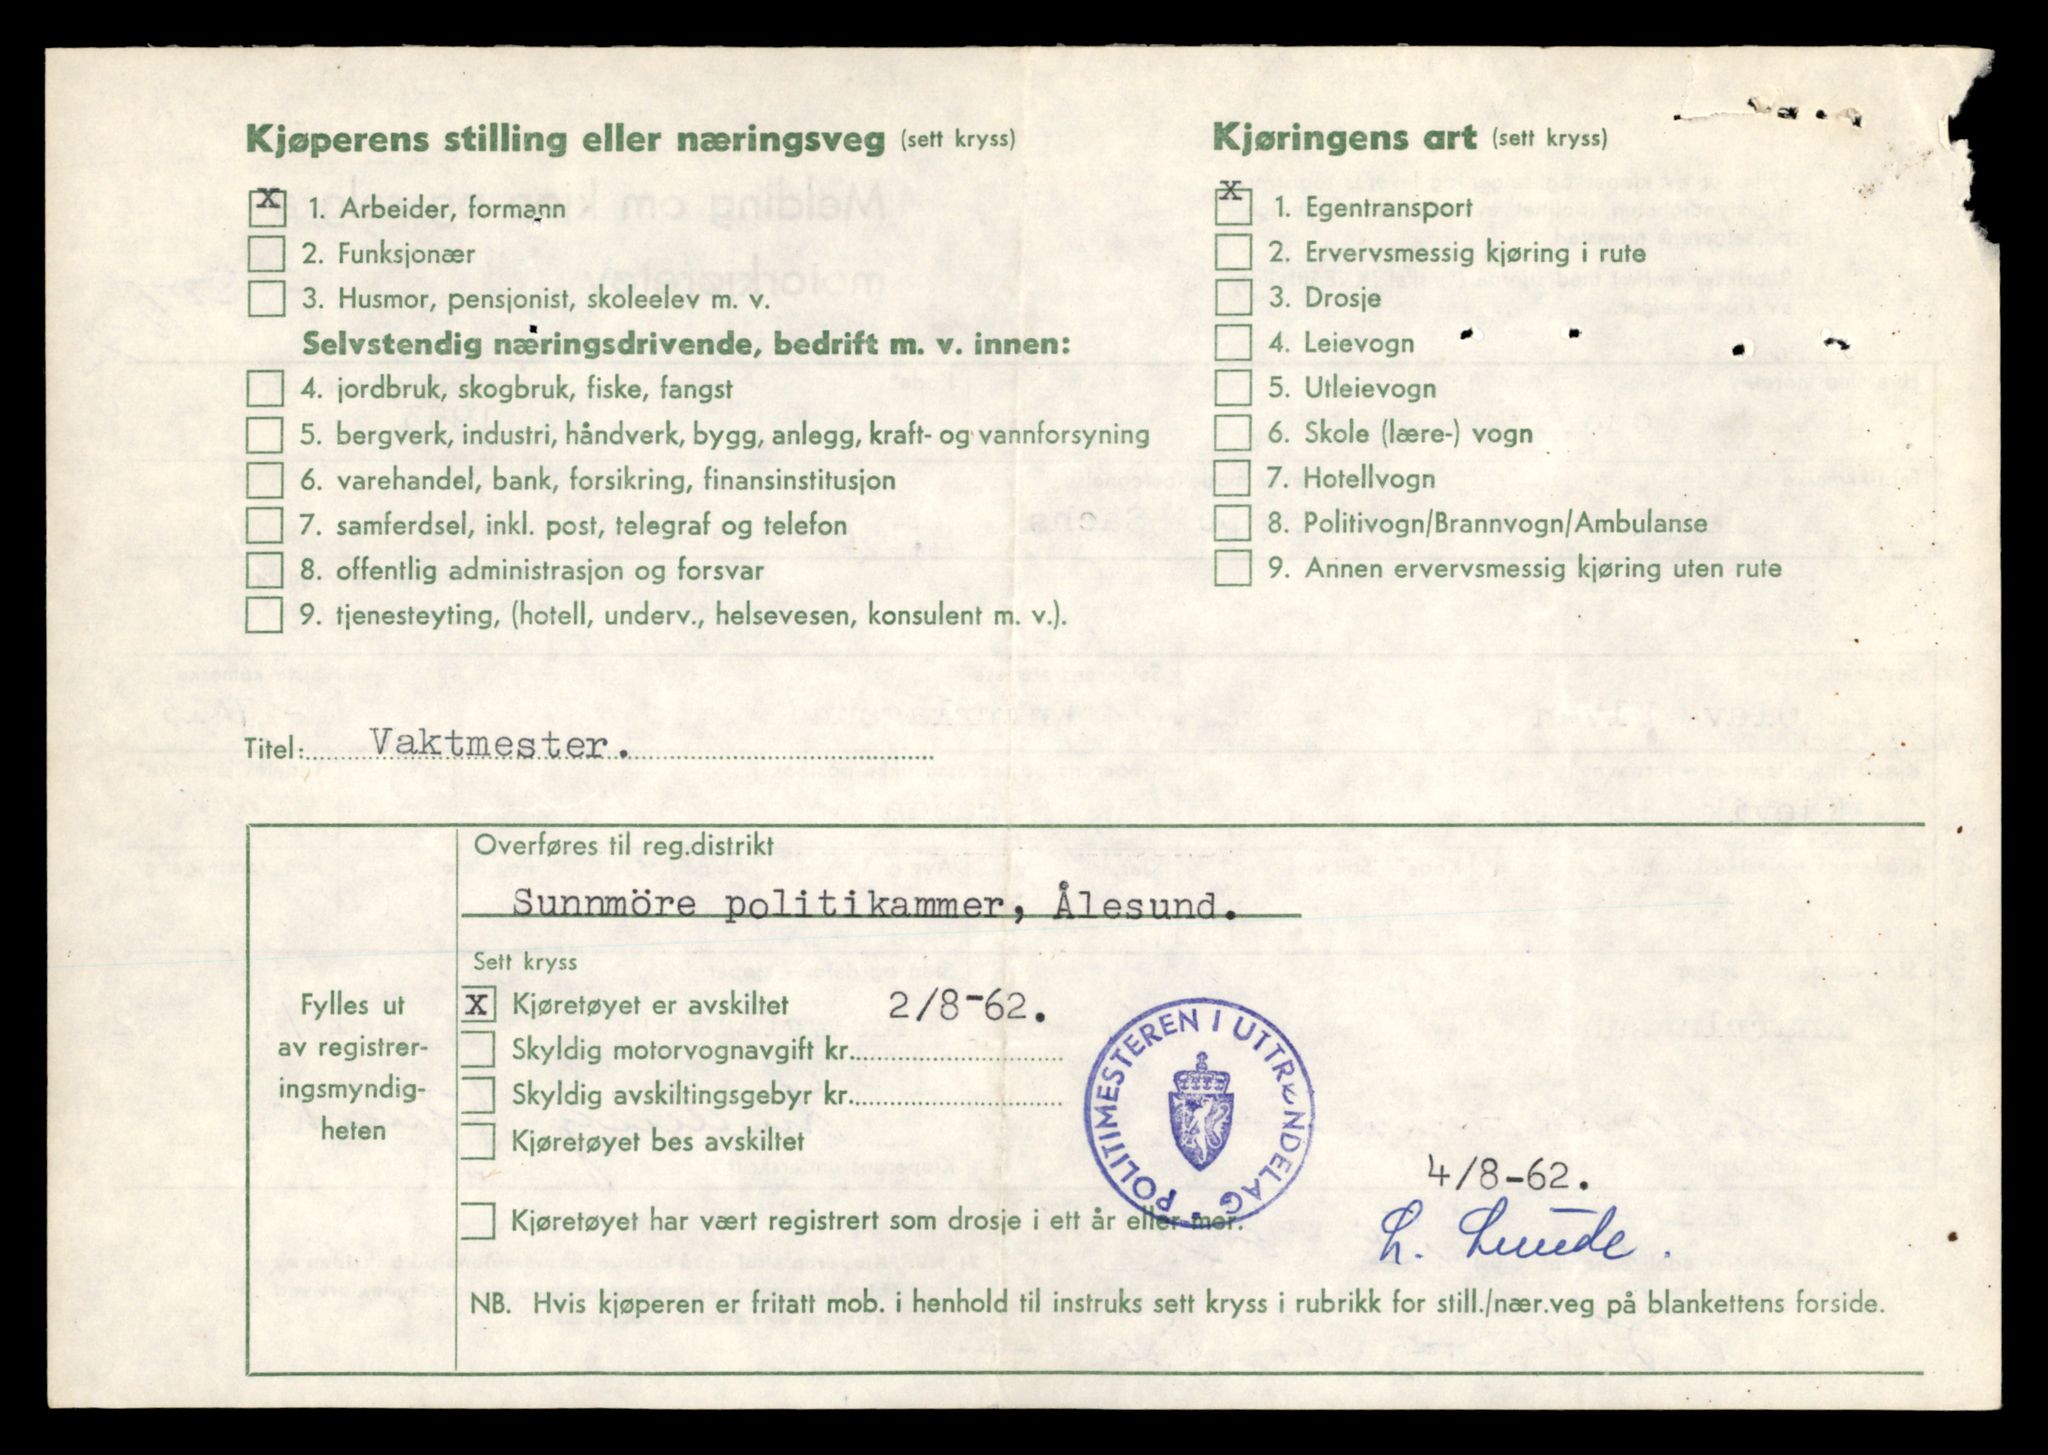 Kjøperens stilling eller næringsveg (sett kryss)
X 1. Arbeider, formann
2. Funksjonær
3. Husmor, pensjonist, skoleelev m. v.
Selvstendig næringsdrivende, bedrift m. v. innen:
4. jordbruk, skogbruk, fiske, fangst
5. bergverk, industri, håndverk, bygg, anlegg, kraft- og vannforsyning
6. varehandel, bank, forsikring, finansinstitusjon
7. samferdsel, inkl. post, telegraf og telefon
8. offentlig administrasjon og forsvar
9. tjenesteyting, (hotell, underv., helsevesen, konsulent m. v.).
Kjøringens art (sett kryss)
X 1. Egentransport
2. Ervervsmessig kjøring i rute
3. Drosje
4. Leievogn
5. Utleievogn
6. Skole (lære-) vogn
7. Hotellvogn
8. Politivogn/Brannvogn/Ambulanse
9. Annen ervervsmessig kjøring uten rute
Titel: Vaktmester.
Fylles ut
av registrer-
ingsmyndig-
heten
Overføres til reg.distrikt
Sunnmöre politikammer, Ålesund.
Sett kryss
X Kjøretøyet er avskiltet 2/8-62.
Skyldig motorvognavgift kr.
Skyldig avskiltingsgebyr kr.
Kjøretøyet bes avskiltet
POLITIMESTEREN I UTTRØNDELAG
4/8-62.
Kjøretøyet har vært registrert som drosje i ett år eller mer.
L. Lunde.
NB. Hvis kjøperen er fritatt mob. i henhold til instruks sett kryss i rubrikk for still./nær.veg på blankettens forside.